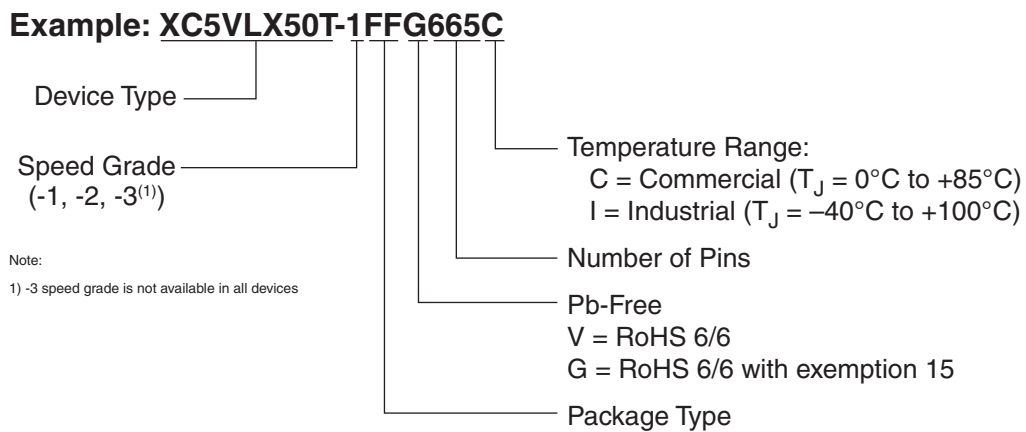 Example: XC5VLX50T-1FFG665C
Device Type
Speed Grade
(-1, -2, -3(1))
Note:
1) -3 speed grade is not available in all devices
Temperature Range:
C = Commercial (TJ = 0°C to +85°C)
I = Industrial (TJ = –40°C to +100°C)
Number of Pins
Pb-Free
V = RoHS 6/6
G = RoHS 6/6 with exemption 15
Package Type